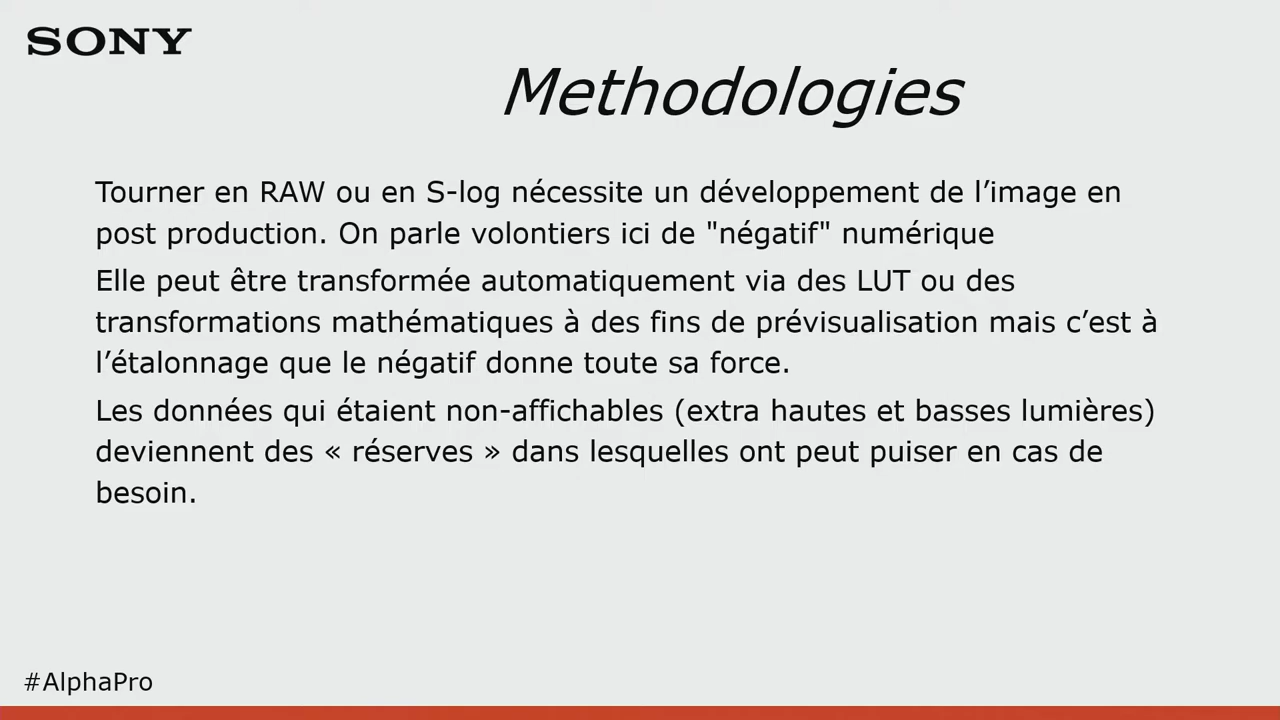 SONY
Methodologies
Tourner en RAW ou en S-log nécessite un développement de l’image en
post production. On parle volontiers ici de "négatif" numérique
Elle peut être transformée automatiquement via des LUT ou des
transformations mathématiques à des fins de prévisualisation mais c’est à
l’étalonnage que le négatif donne toute sa force.
Les données qui étaient non-affichables (extra hautes et basses lumières)
deviennent des « réserves » dans lesquelles ont peut puiser en cas de
besoin.
#AlphaPro